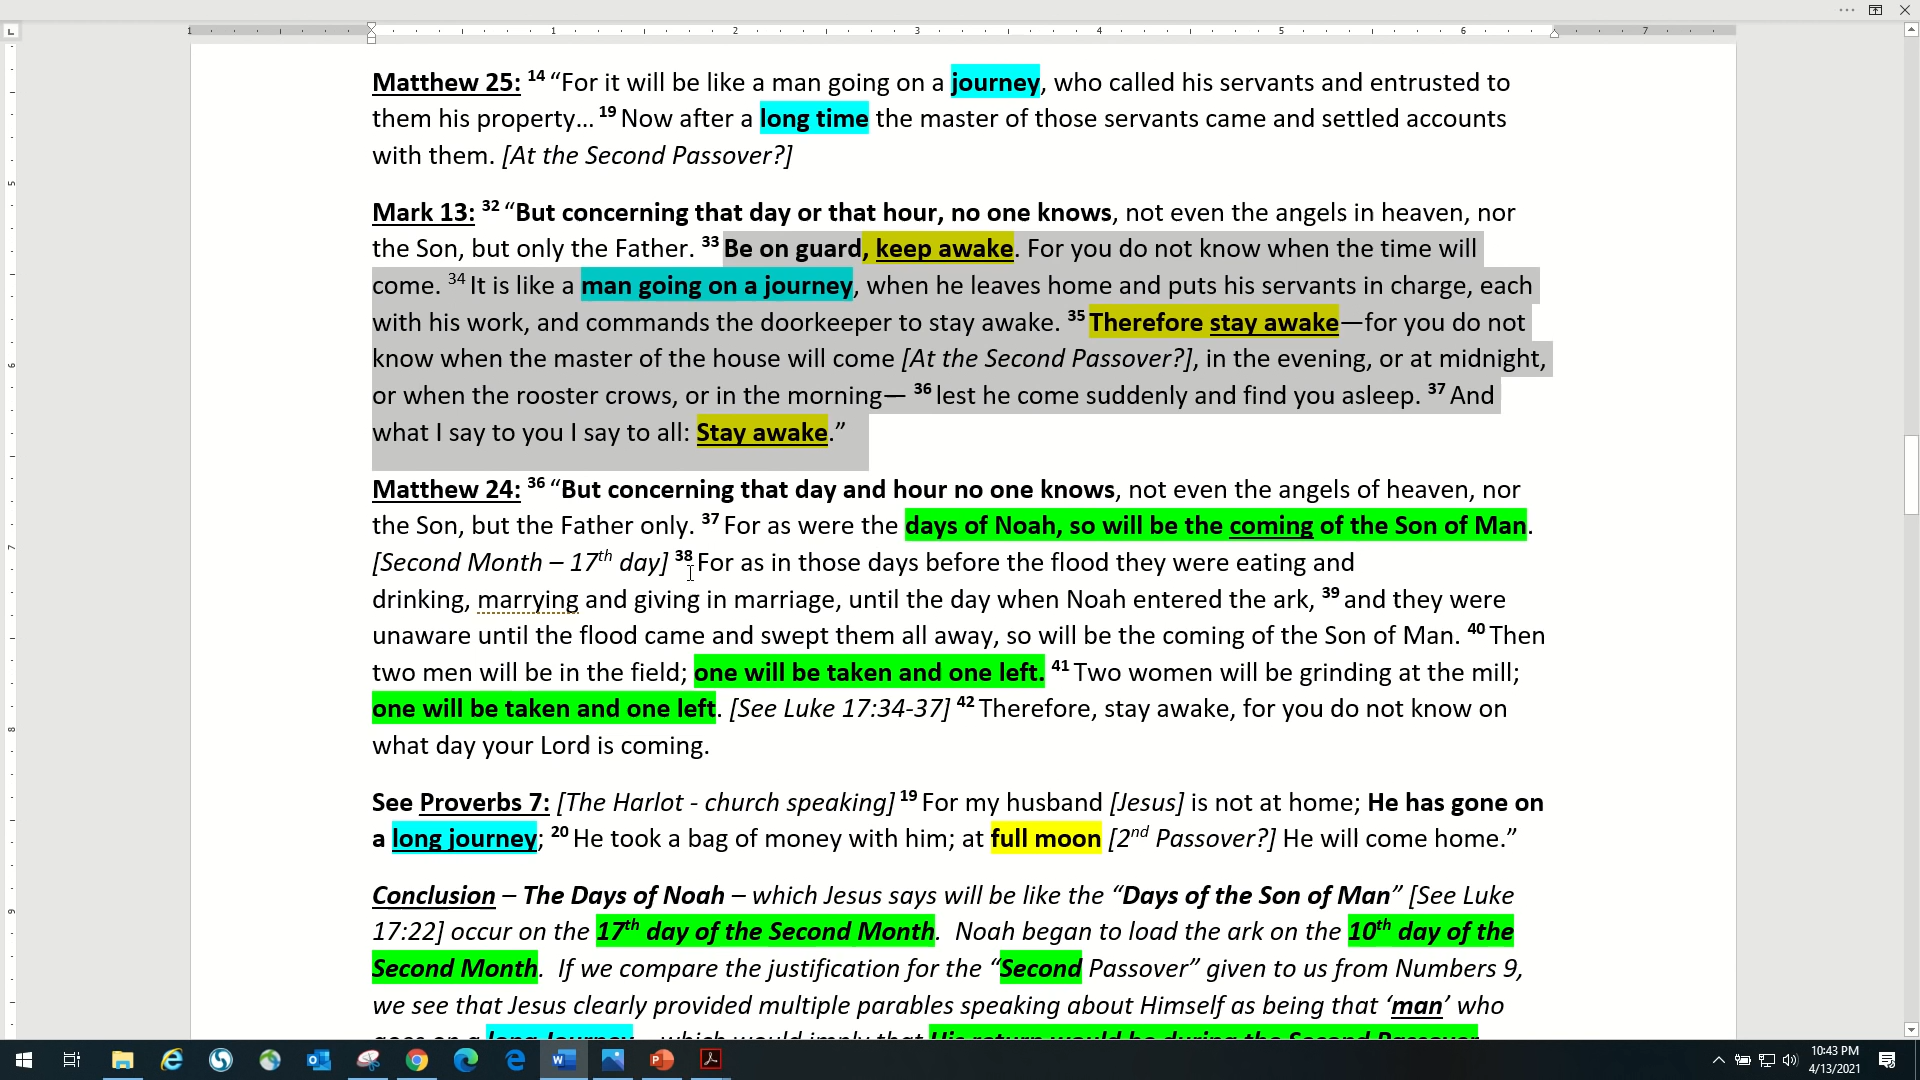 Matthew 25: 14 “For it will be like a man going on a journey, who called his servants and entrusted to
them his property… 19 Now after a long time the master of those servants came and settled accounts
with them. [At the Second Passover?]
Mark 13: 32 “But concerning that day or that hour, no one knows, not even the angels in heaven, nor
the Son, but only the Father. 33 Be on guard, keep awake. For you do not know when the time will
come. 34 It is like a man going on a journey, when he leaves home and puts his servants in charge, each
with his work, and commands the doorkeeper to stay awake. 35 Therefore stay awake—for you do not
know when the master of the house will come [At the Second Passover?], in the evening, or at midnight,
or when the rooster crows, or in the morning— 36 lest he come suddenly and find you asleep. 37 And
what I say to you I say to all: Stay awake.”
Matthew 24: 36 “But concerning that day and hour no one knows, not even the angels of heaven, nor
the Son, but the Father only. 37 For as were the days of Noah, so will be the coming of the Son of Man.
[Second Month – 17th day] 38 For as in those days before the flood they were eating and
drinking, marrying and giving in marriage, until the day when Noah entered the ark, 39 and they were
unaware until the flood came and swept them all away, so will be the coming of the Son of Man. 40 Then
two men will be in the field; one will be taken and one left. 41 Two women will be grinding at the mill;
one will be taken and one left. [See Luke 17:34-37] 42 Therefore, stay awake, for you do not know on
what day your Lord is coming.
See Proverbs 7: [The Harlot - church speaking] 19 For my husband [Jesus] is not at home; He has gone on
a long journey; 20 He took a bag of money with him; at full moon [2nd Passover?] He will come home.”
Conclusion – The Days of Noah – which Jesus says will be like the “Days of the Son of Man” [See Luke
17:22] occur on the 17th day of the Second Month. Noah began to load the ark on the 10th day of the
Second Month. If we compare the justification for the “Second Passover” given to us from Numbers 9,
we see that Jesus clearly provided multiple parables speaking about Himself as being that ‘man’ who
goes on a long Journey – which would imply that His return would be during the Second Passover
10:43 PM
4/13/2021